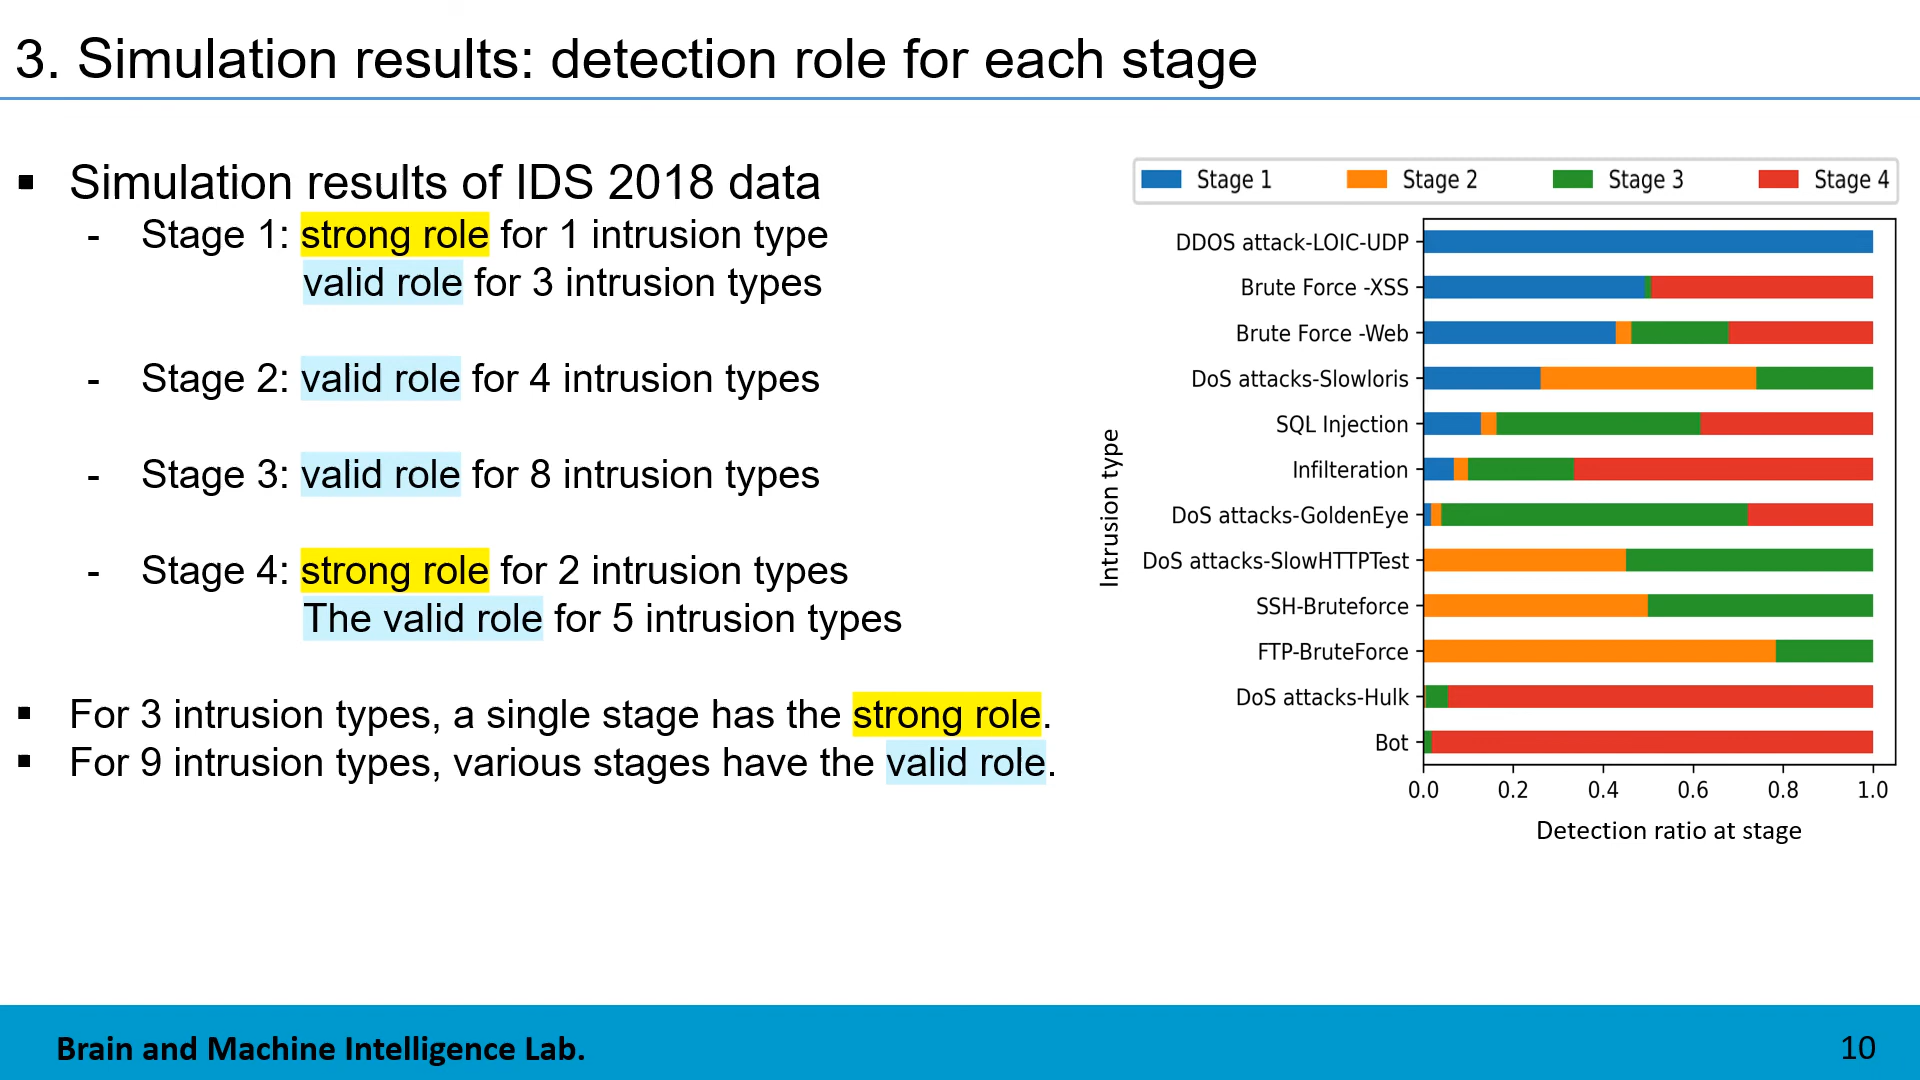 3. Simulation results: detection role for each stage
▪ Simulation results of IDS 2018 data
- Stage 1: strong role for 1 intrusion type
valid role for 3 intrusion types
- Stage 2: valid role for 4 intrusion types
- Stage 3: valid role for 8 intrusion types
- Stage 4: strong role for 2 intrusion types
The valid role for 5 intrusion types
▪ For 3 intrusion types, a single stage has the strong role.
▪ For 9 intrusion types, various stages have the valid role.
Stage 1 Stage 2 Stage 3 Stage 4
Intrusion type
DDOS attack-LOIC-UDP
Brute Force -XSS
Brute Force -Web
DoS attacks-Slowloris
SQL Injection
Infilteration
DoS attacks-GoldenEye
DoS attacks-SlowHTTPTest
SSH-Bruteforce
FTP-BruteForce
DoS attacks-Hulk
Bot
0.0 0.2 0.4 0.6 0.8 1.0
Detection ratio at stage
Brain and Machine Intelligence Lab.
10